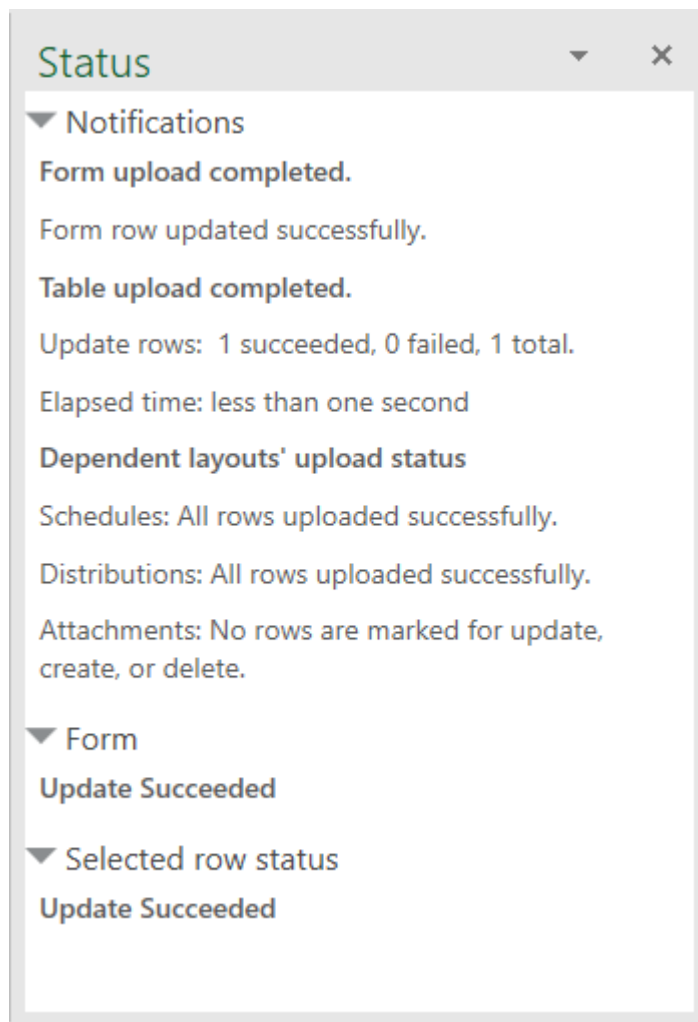 Status
Notifications
Form upload completed.
Form row updated successfully.
Table upload completed.
Update rows:  1 succeeded, 0 failed, 1 total.
Elapsed time: less than one second
Dependent layouts' upload status
Schedules: All rows uploaded successfully.
Distributions: All rows uploaded successfully.
Attachments: No rows are marked for update,
create, or delete.
Form
Update Succeeded
Selected row status
Update Succeeded